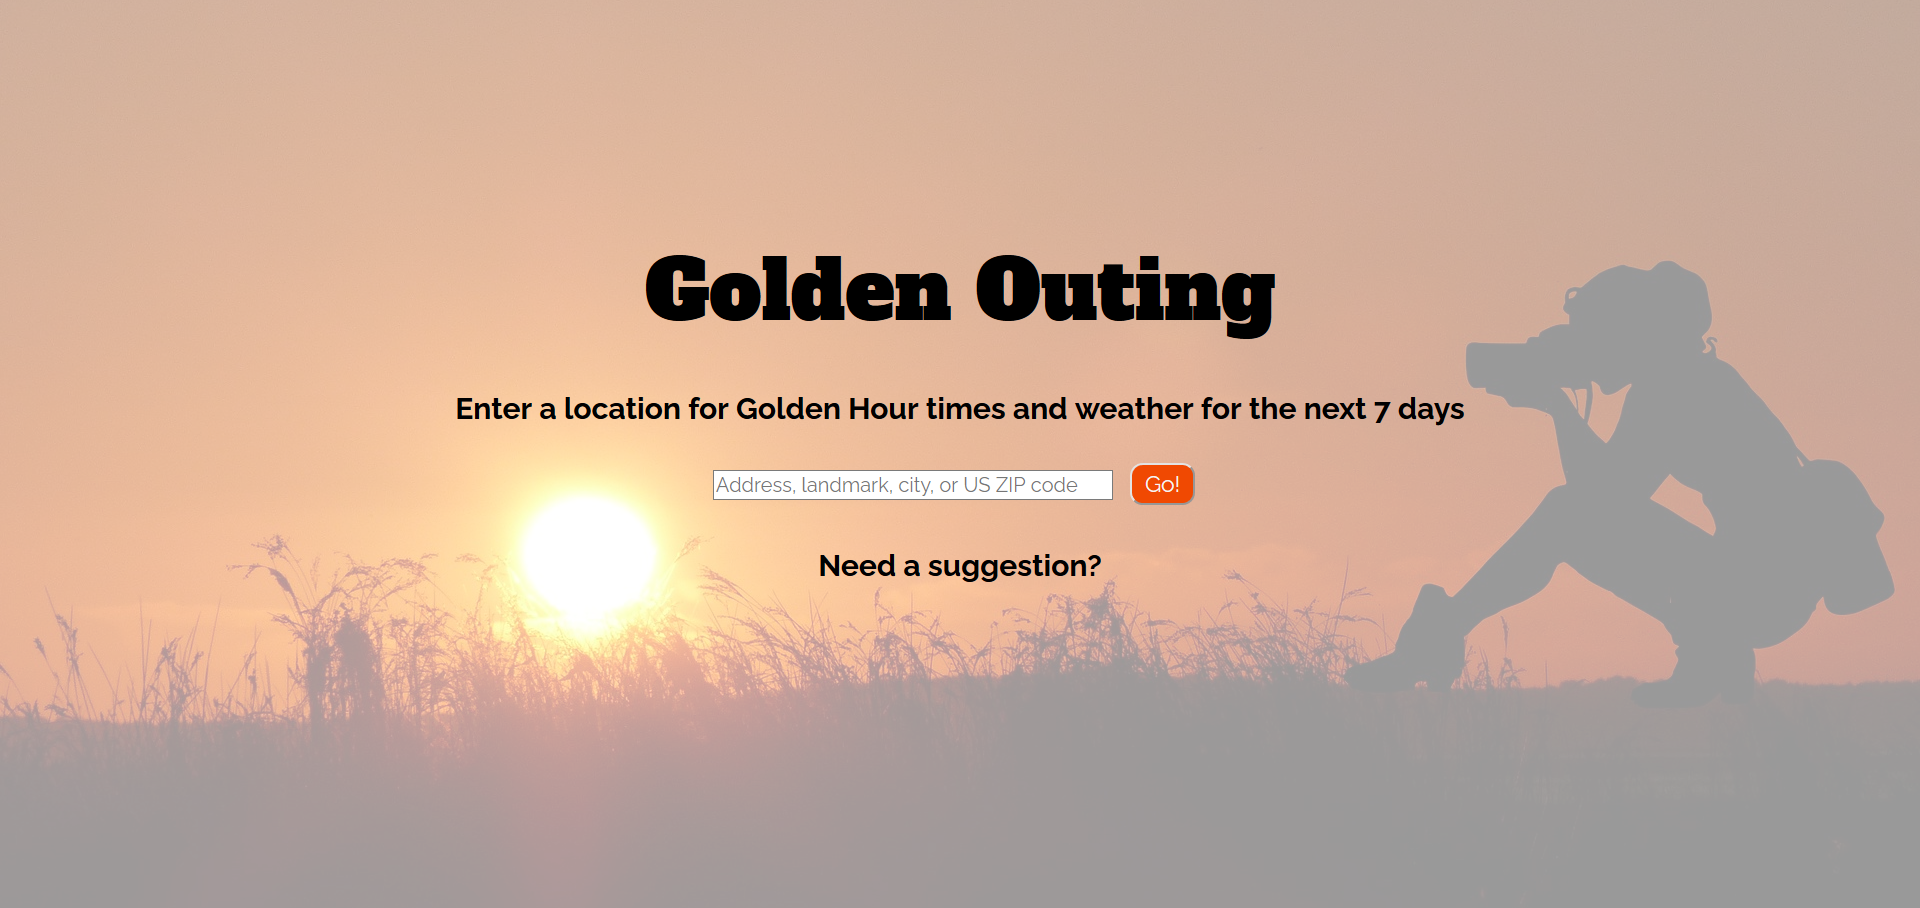 Golden Outing
Enter a location for Golden Hour times and weather for the next 7 days
Address, landmark, city, or US ZIP code
Go!
Need a suggestion?